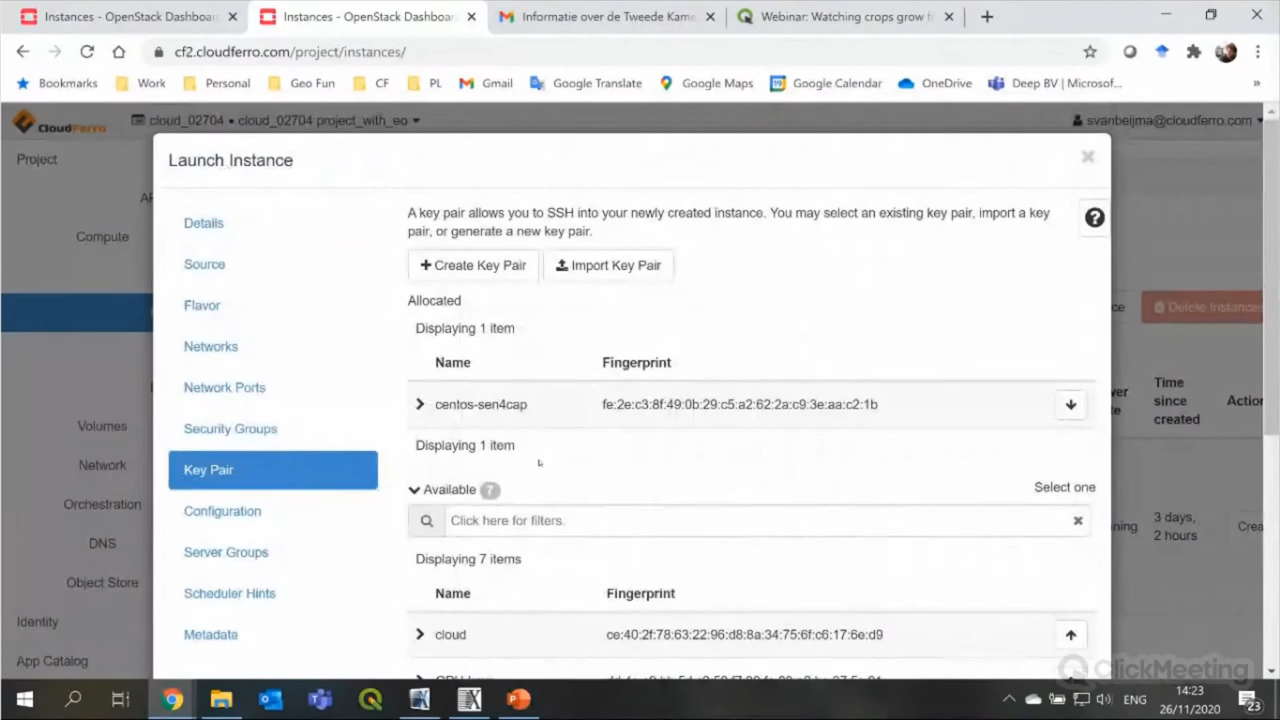 Instances - OpenStack Dashboar
Instances - OpenStack Dashboar
Informatie over de Tweede Kame
Webinar: Watching crops grow f
cf2.cloudferro.com/project/instances/
Bookmarks
Work
Personal
Geo Fun
CF
PL
Gmail
Google Translate
Google Maps
Google Calendar
OneDrive
Deep BV | Microsof...
»
CloudFerro
cloud_02704 • cloud_02704 project_with_eo
svanbeijma@cloudferro.com
Project
AP
Compute
Volumes
Network
Orchestration
DNS
Object Store
Identity
App Catalog
Launch Instance
Details
Source
Flavor
Networks
Network Ports
Security Groups
Key Pair
Configuration
Server Groups
Scheduler Hints
Metadata
A key pair allows you to SSH into your newly created instance. You may select an existing key pair, import a key
pair, or generate a new key pair.
+ Create Key Pair
Import Key Pair
Allocated
Displaying 1 item
Name Fingerprint
centos-sen4cap fe:2e:c3:8f:49:0b:29:c5:a2:62:2a:c9:3e:aa:c2:1b
Displaying 1 item
Available 7
Select one
Click here for filters.
Displaying 7 items
Name Fingerprint
cloud ce:40:2f:78:63:22:96:d8:8a:34:75:6f:c6:17:6e:d9
ce
Delete Instances
Time
since
created
Action
ning
3 days,
2 hours
Crea
ClickMeeting
ENG
14:23
26/11/2020
23